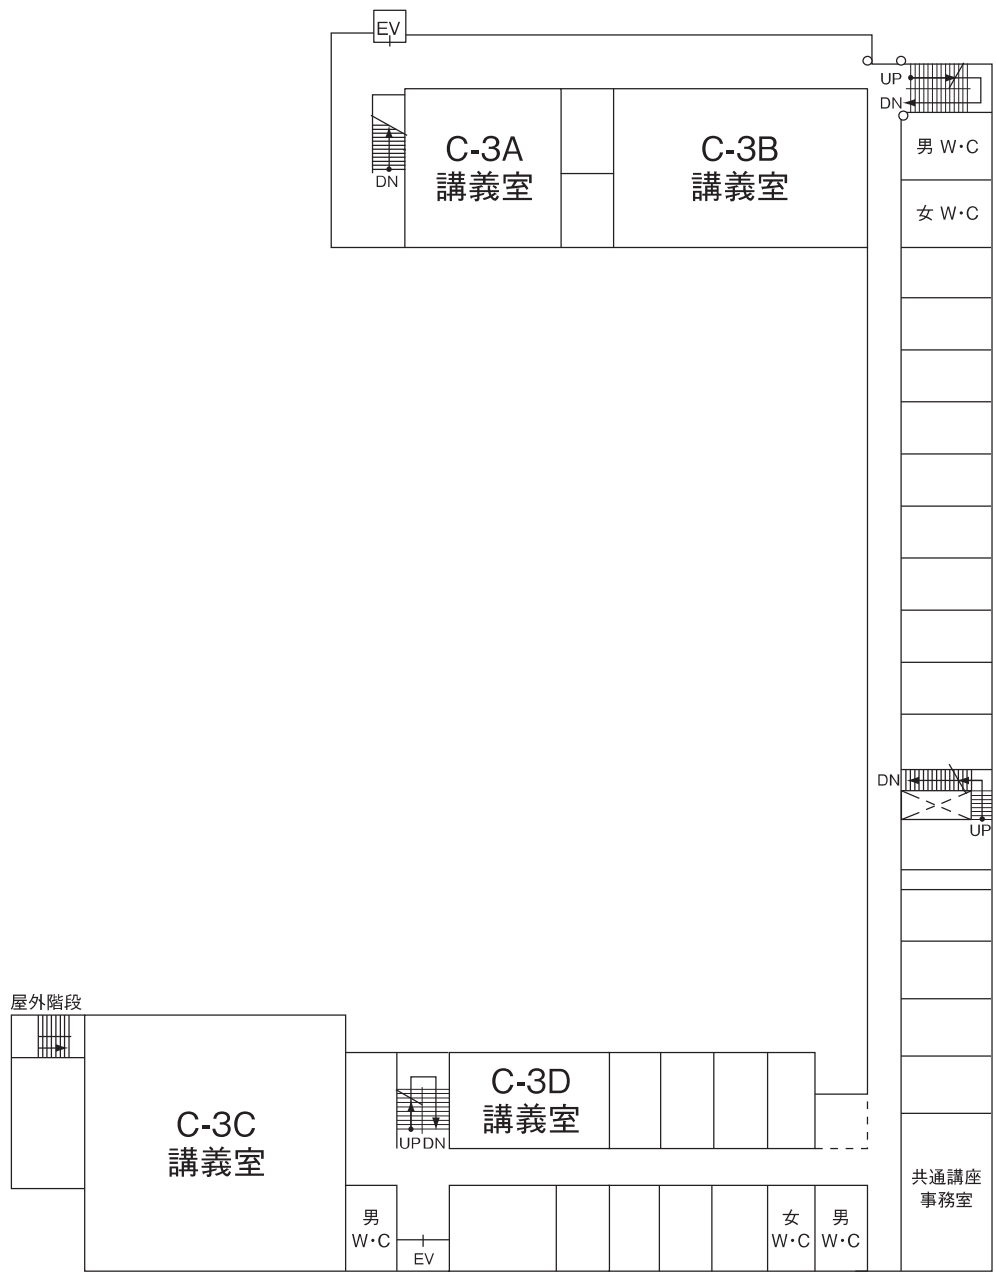 EV
UP
DN
男 W・C
C-3A
講義室
C-3B
講義室
DN
女 W・C
DN
UP
屋外階段
C-3D
講義室
C-3C
講義室
UP DN
共通講座
事務室
男
W・C
女
W・C
男
W・C
EV